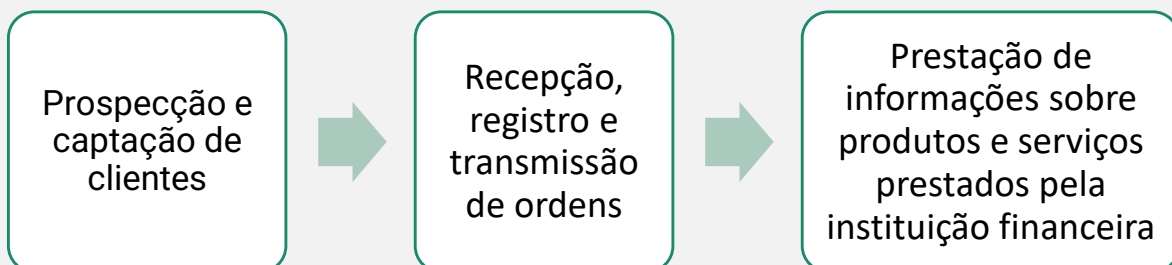 Prospecção e
captação de
clientes
Recepção,
registro e
transmissão
de ordens
Prestação de
informações sobre
produtos e serviços
prestados pela
instituição financeira